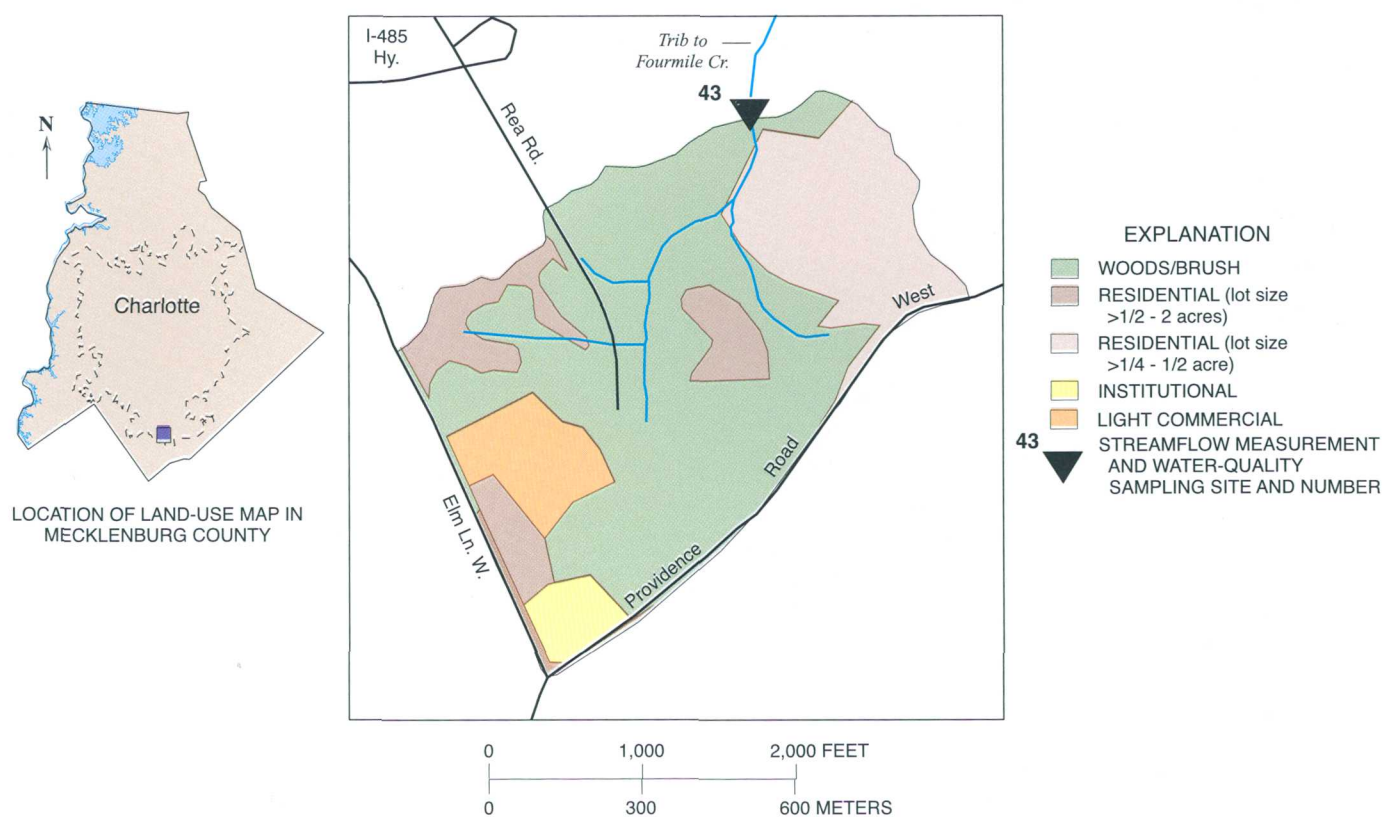 I-485
Hy.
Trib to
Fourmile Cr.
43
N
Rea Rd.
Charlotte
West
Road
Providence
Elm Ln. W.
LOCATION OF LAND-USE MAP IN
MECKLENBURG COUNTY
EXPLANATION
WOODS/BRUSH
RESIDENTIAL (lot size
>1/2 - 2 acres)
RESIDENTIAL (lot size
>1/4 - 1/2 acre)
INSTITUTIONAL
LIGHT COMMERCIAL
43 STREAMFLOW MEASUREMENT
AND WATER-QUALITY
SAMPLING SITE AND NUMBER
0 1,000 2,000 FEET
0 300 600 METERS